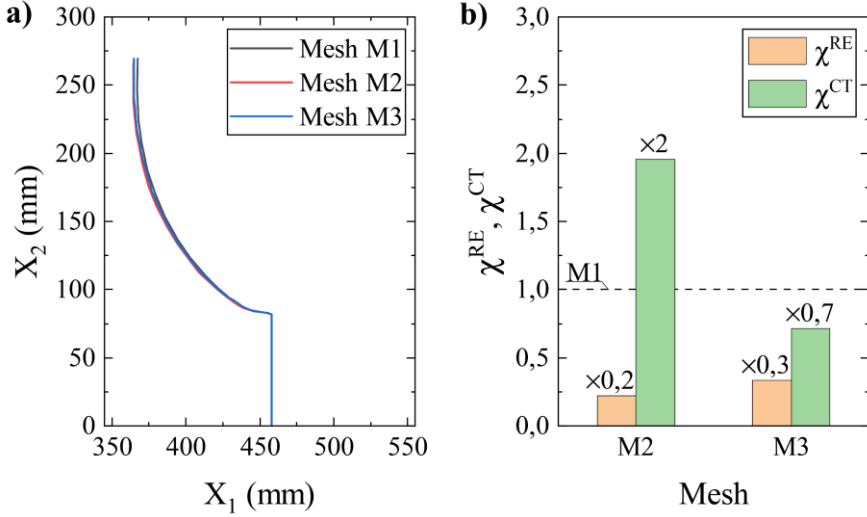 a)
300
250
200
150
100
50
0
350
400
450
500
550
X₂ (mm)
X₁ (mm)
Mesh M1
Mesh M2
Mesh M3
b)
3,0
2,5
2,0
1,5
1,0
0,5
0,0
χᴿᴱ, χᶜᵀ
χᴿᴱ
χᶜᵀ
×2
M1
×0,7
×0,2
×0,3
M2
M3
Mesh